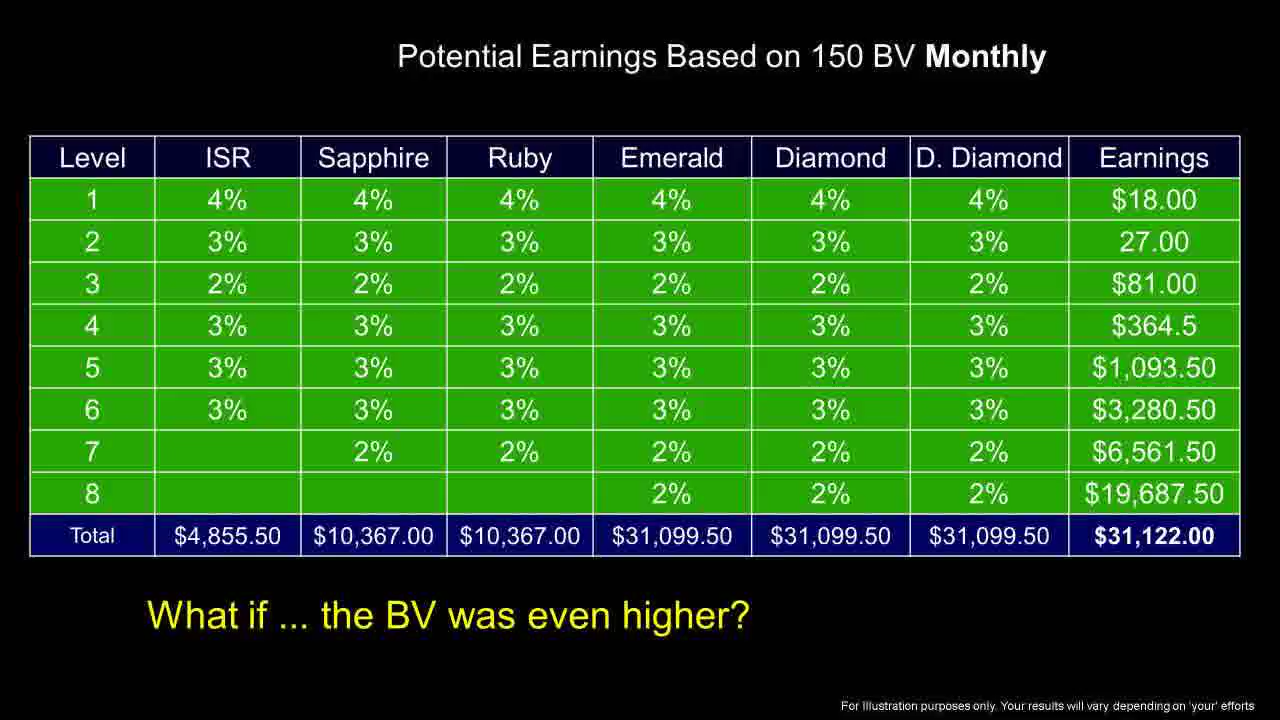 Potential Earnings Based on 150 BV Monthly
Level ISR Sapphire Ruby Emerald Diamond D. Diamond Earnings
1 4% 4% 4% 4% 4% 4% $18.00
2 3% 3% 3% 3% 3% 3% 27.00
3 2% 2% 2% 2% 2% 2% $81.00
4 3% 3% 3% 3% 3% 3% $364.5
5 3% 3% 3% 3% 3% 3% $1,093.50
6 3% 3% 3% 3% 3% 3% $3,280.50
7 2% 2% 2% 2% 2% $6,561.50
8 2% 2% 2% $19,687.50
Total $4,855.50 $10,367.00 $10,367.00 $31,099.50 $31,099.50 $31,099.50 $31,122.00
What if ... the BV was even higher?
For Illustration purposes only. Your results will vary depending on 'your' efforts